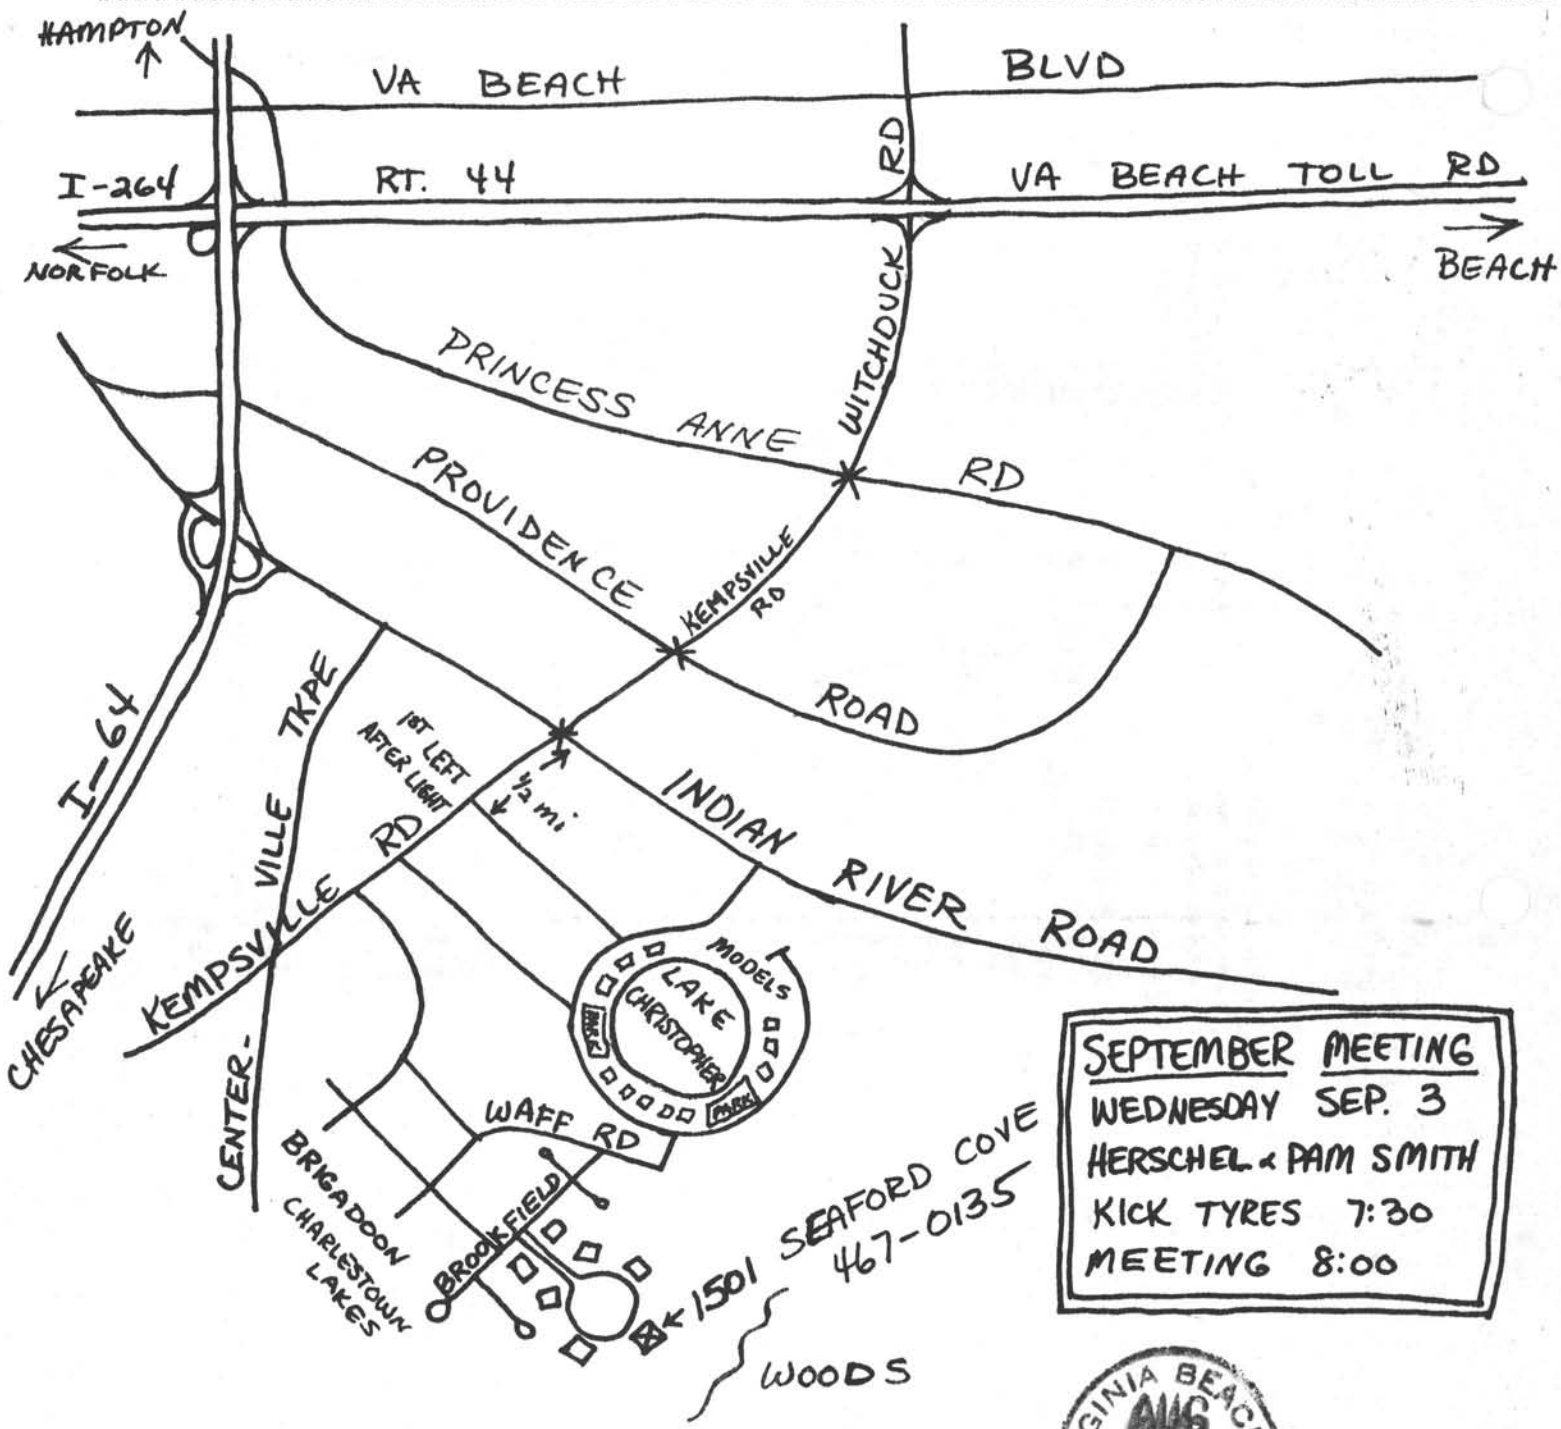 HAMPTON
VA BEACH BLVD
I-264 RT. 44 VA BEACH TOLL RD
NORFOLK
BEACH
WITCHDUCK RD
PRINCESS ANNE RD
PROVIDENCE ROAD
KEMPSVILLE
RD
I-64
CENTER-VILLE TKPE
1ST LEFT
AFTER LIGHT
1/2 mi
INDIAN RIVER ROAD
KEMPSVILLE RD
CHESAPEAKE
MODELS
LAKE
CHRISTOPHER
PARK
PARK
WAFF RD
BRIGADOON
CHARLESTOWN
LAKES
BROOKFIELD
1501 SEAFORD COVE
467-0135
WOODS
SEPTEMBER MEETING
WEDNESDAY SEP. 3
HERSCHEL & PAM SMITH
KICK TYRES 7:30
MEETING 8:00
GINIA BEAC
AUG